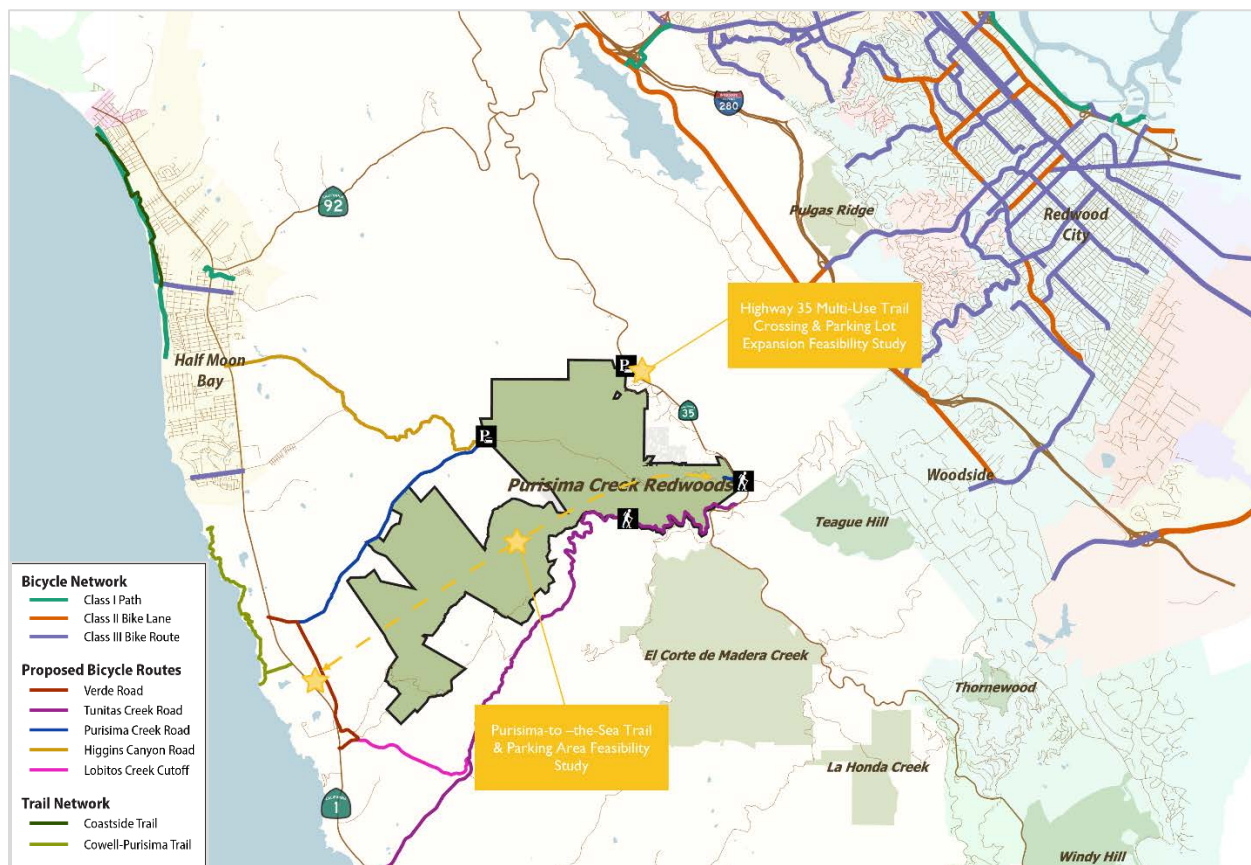 INTERSTATE
280
CALIFORNIA
92
Pulgas Ridge
Redwood
City
Highway 35 Multi-Use Trail
Crossing & Parking Lot
Expansion Feasibility Study
Half Moon
Bay
P
35
P
Woodside
Purisima Creek Redwoods
Teague Hill
Bicycle Network
Class I Path
Class II Bike Lane
Class III Bike Route
Proposed Bicycle Routes
Verde Road
Tunitas Creek Road
Purisima Creek Road
Higgins Canyon Road
Lobitos Creek Cutoff
Trail Network
Coastside Trail
Cowell-Purisima Trail
El Corte de Madera Creek
Thornewood
Purisima-to –the-Sea Trail
& Parking Area Feasibility
Study
La Honda Creek
CALIFORNIA
1
Windy Hill